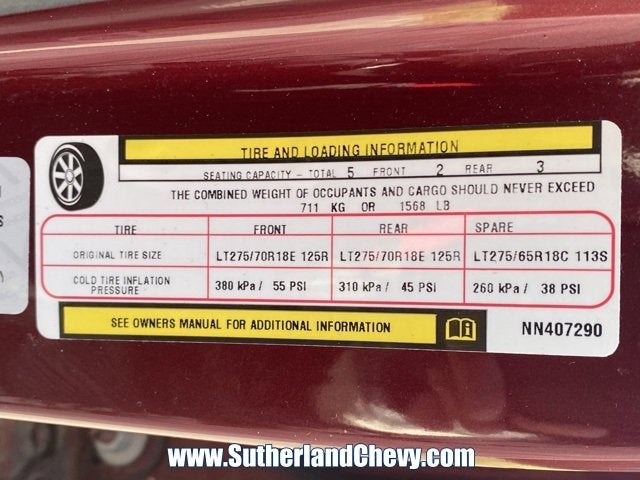 www.SutherlandChevy.com
TIRE AND LOADING INFORMATION
SEATING CAPACITY – TOTAL 5 FRONT 2 REAR 3
THE COMBINED WEIGHT OF OCCUPANTS AND CARGO SHOULD NEVER EXCEED
711 KG OR 1568 LB
TIRE FRONT REAR SPARE
ORIGINAL TIRE SIZE LT275/70R18E 125R LT275/70R18E 125R LT275/65R18C 113S
COLD TIRE INFLATION PRESSURE 380 kPa / 55 PSI 310 kPa / 45 PSI 260 kPa / 38 PSI
SEE OWNERS MANUAL FOR ADDITIONAL INFORMATION NN407290
www.SutherlandChevy.com